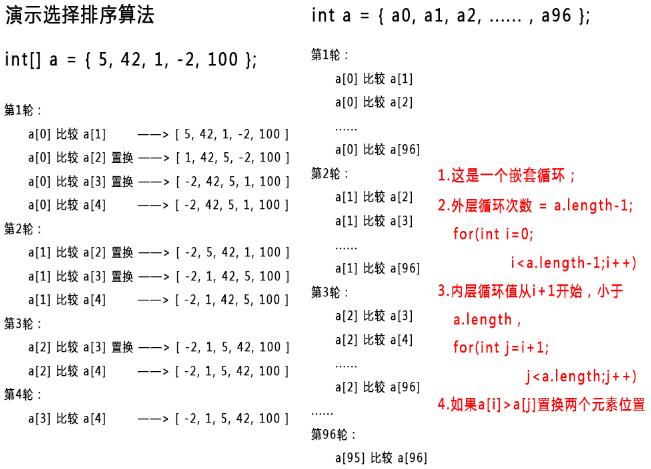 演示选择排序算法
int[] a = { 5, 42, 1, -2, 100 };
第1轮：
a[0] 比较 a[1] ——> [ 5, 42, 1, -2, 100 ]
a[0] 比较 a[2] 置换 ——> [ 1, 42, 5, -2, 100 ]
a[0] 比较 a[3] 置换 ——> [ -2, 42, 5, 1, 100 ]
a[0] 比较 a[4] ——> [ -2, 42, 5, 1, 100 ]
第2轮：
a[1] 比较 a[2] 置换 ——> [ -2, 5, 42, 1, 100 ]
a[1] 比较 a[3] 置换 ——> [ -2, 1, 42, 5, 100 ]
a[1] 比较 a[4] ——> [ -2, 1, 42, 5, 100 ]
第3轮：
a[2] 比较 a[3] 置换 ——> [ -2, 1, 5, 42, 100 ]
a[2] 比较 a[4] ——> [ -2, 1, 5, 42, 100 ]
第4轮：
a[3] 比较 a[4] ——> [ -2, 1, 5, 42, 100 ]
int a = { a0, a1, a2, ...... , a96 };
第1轮：
a[0] 比较 a[1]
a[0] 比较 a[2]
......
a[0] 比较 a[96]
第2轮：
a[1] 比较 a[2]
a[1] 比较 a[3]
......
a[1] 比较 a[96]
第3轮：
a[2] 比较 a[3]
a[2] 比较 a[4]
......
a[2] 比较 a[96]
......
第96轮：
a[95] 比较 a[96]
1.这是一个嵌套循环；
2.外层循环次数 = a.length-1;
for(int i=0;
i<a.length-1;i++)
3.内层循环值从i+1开始，小于
a.length，
for(int j=i+1;
j<a.length;j++)
4.如果a[i]>a[j]置换两个元素位置